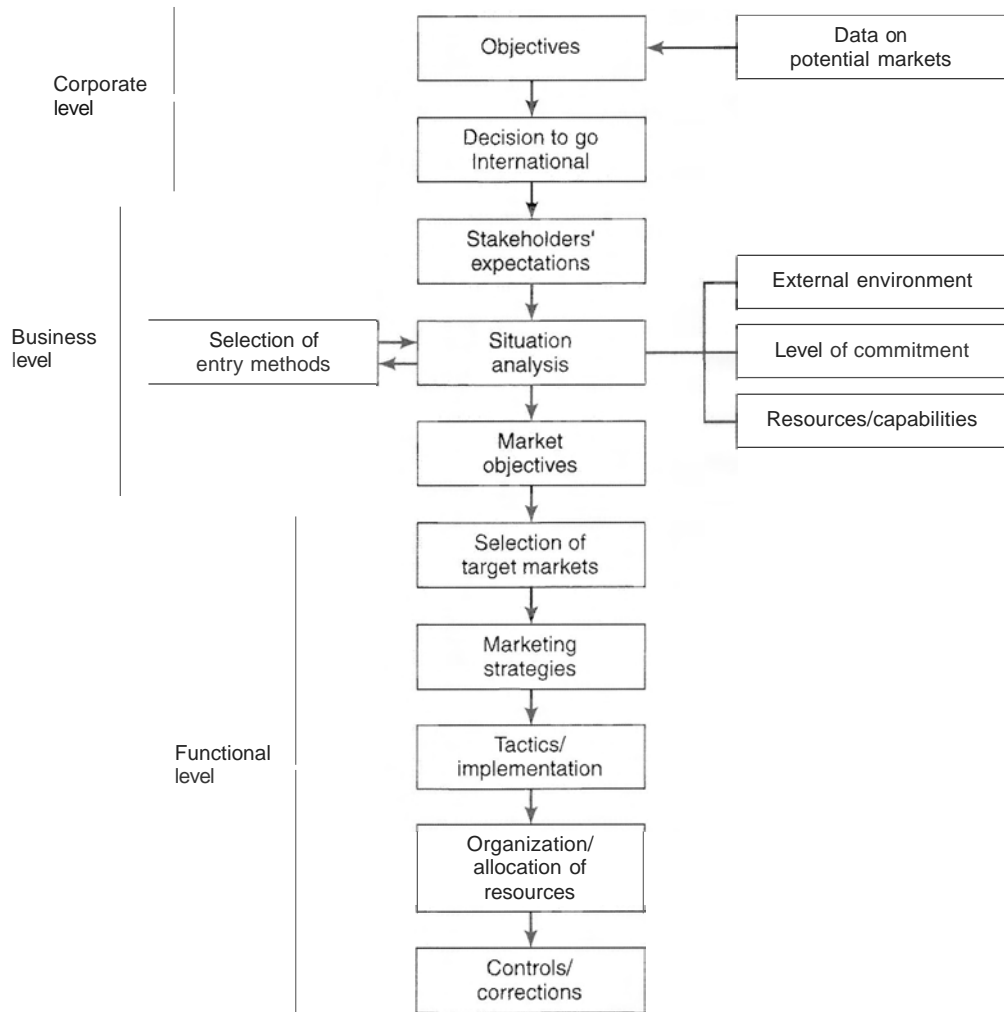 Objectives
Data on
potential markets
Corporate
level
Decision to go
International
Stakeholders'
expectations
External environment
Business
level
Selection of
entry methods
Situation
analysis
Level of commitment
Resources/capabilities
Market
objectives
Selection of
target markets
Marketing
strategies
Functional
level
Tactics/
implementation
Organization/
allocation of
resources
Controls/
corrections